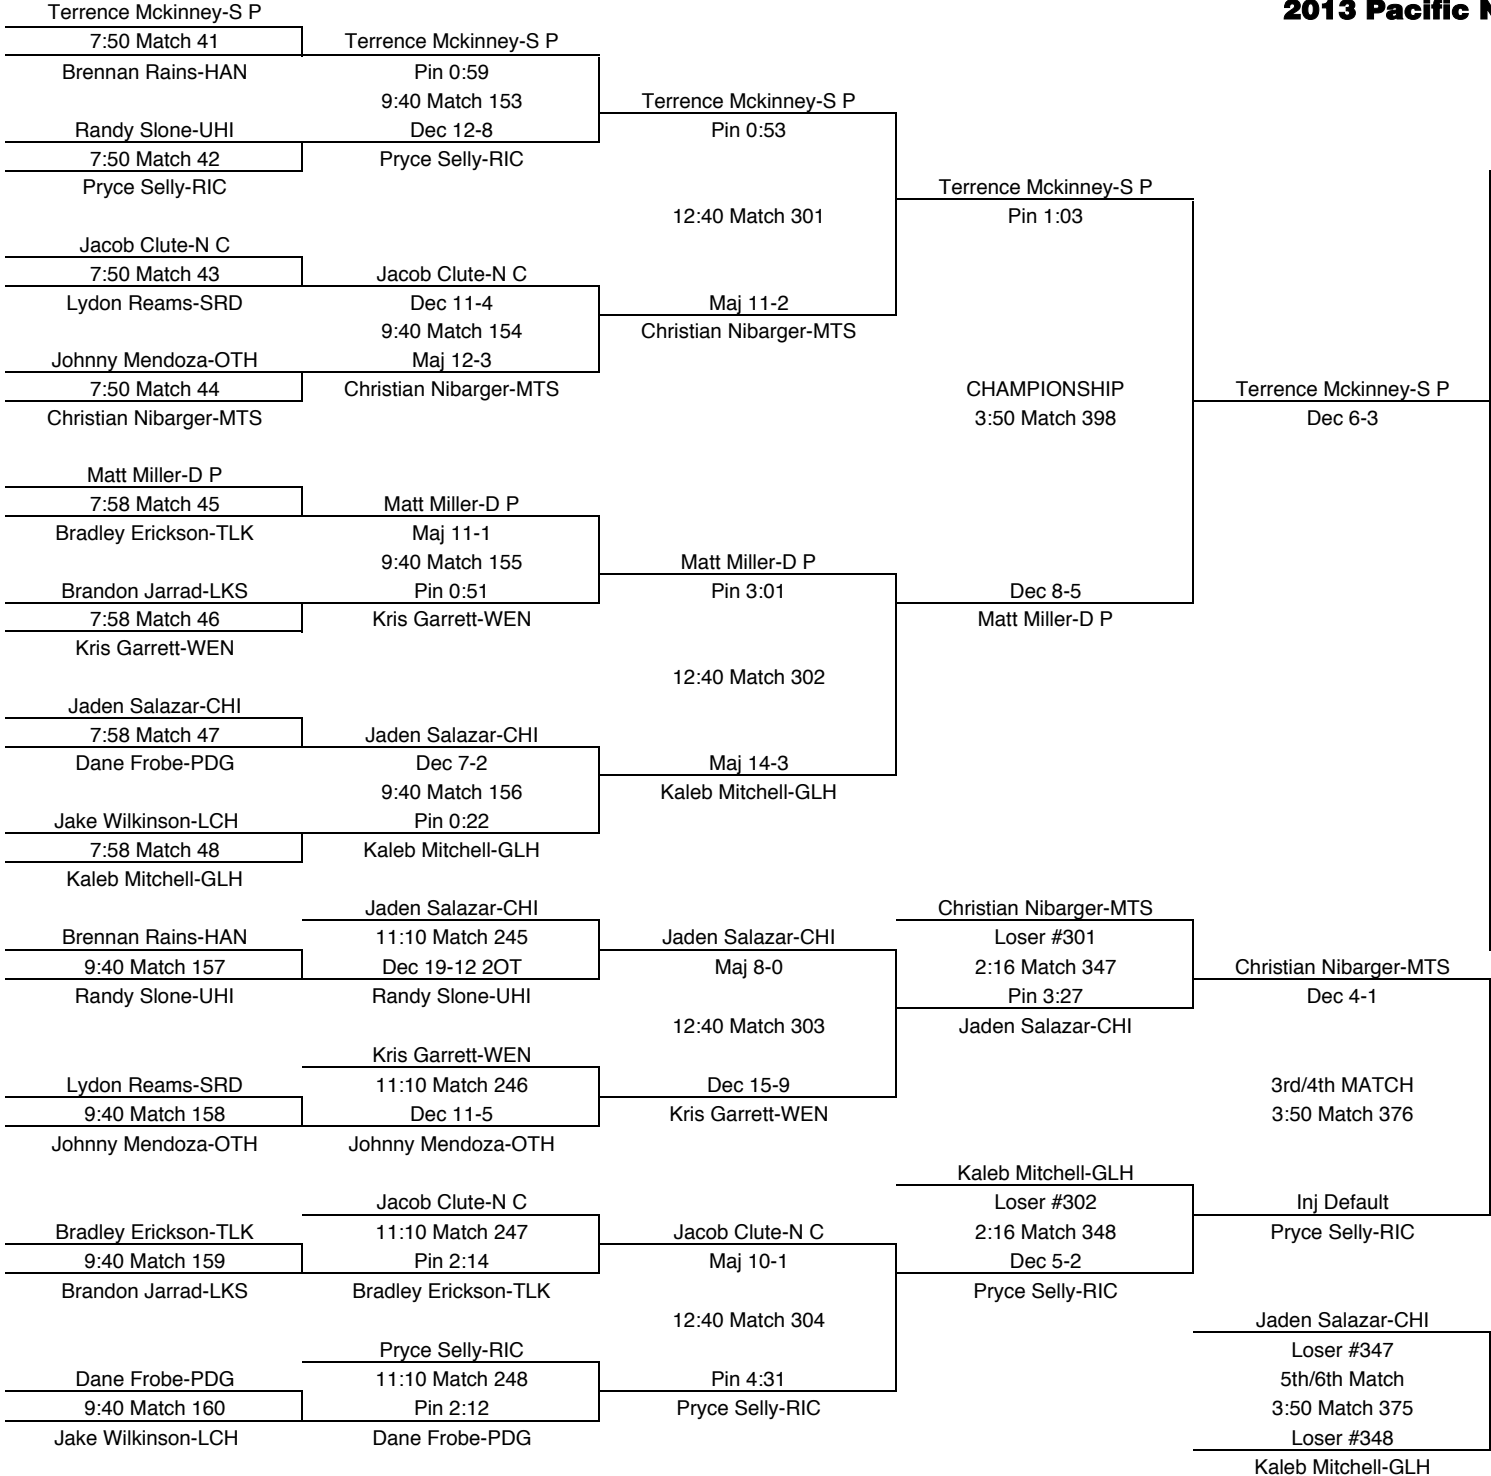 2013 Pacific N
Terrence Mckinney-S P
7:50 Match 41
Brennan Rains-HAN
Randy Slone-UHI
7:50 Match 42
Pryce Selly-RIC
Jacob Clute-N C
7:50 Match 43
Lydon Reams-SRD
Johnny Mendoza-OTH
7:50 Match 44
Christian Nibarger-MTS
Matt Miller-D P
7:58 Match 45
Bradley Erickson-TLK
Brandon Jarrad-LKS
7:58 Match 46
Kris Garrett-WEN
Jaden Salazar-CHI
7:58 Match 47
Dane Frobe-PDG
Jake Wilkinson-LCH
7:58 Match 48
Kaleb Mitchell-GLH
Brennan Rains-HAN
9:40 Match 157
Randy Slone-UHI
Lydon Reams-SRD
9:40 Match 158
Johnny Mendoza-OTH
Bradley Erickson-TLK
9:40 Match 159
Brandon Jarrad-LKS
Dane Frobe-PDG
9:40 Match 160
Jake Wilkinson-LCH
Terrence Mckinney-S P
Pin 0:59
9:40 Match 153
Dec 12-8
Pryce Selly-RIC
Jacob Clute-N C
Dec 11-4
9:40 Match 154
Maj 12-3
Christian Nibarger-MTS
Matt Miller-D P
Maj 11-1
9:40 Match 155
Pin 0:51
Kris Garrett-WEN
Jaden Salazar-CHI
Dec 7-2
9:40 Match 156
Pin 0:22
Kaleb Mitchell-GLH
Jaden Salazar-CHI
11:10 Match 245
Dec 19-12 2OT
Randy Slone-UHI
Kris Garrett-WEN
11:10 Match 246
Dec 11-5
Johnny Mendoza-OTH
Jacob Clute-N C
11:10 Match 247
Pin 2:14
Bradley Erickson-TLK
Pryce Selly-RIC
11:10 Match 248
Pin 2:12
Dane Frobe-PDG
Terrence Mckinney-S P
Pin 0:53
12:40 Match 301
Maj 11-2
Christian Nibarger-MTS
Matt Miller-D P
Pin 3:01
12:40 Match 302
Maj 14-3
Kaleb Mitchell-GLH
Jaden Salazar-CHI
Maj 8-0
12:40 Match 303
Dec 15-9
Kris Garrett-WEN
Jacob Clute-N C
Maj 10-1
12:40 Match 304
Pin 4:31
Pryce Selly-RIC
Terrence Mckinney-S P
Pin 1:03
CHAMPIONSHIP
3:50 Match 398
Dec 8-5
Matt Miller-D P
Christian Nibarger-MTS
Loser #301
2:16 Match 347
Pin 3:27
Jaden Salazar-CHI
Kaleb Mitchell-GLH
Loser #302
2:16 Match 348
Dec 5-2
Pryce Selly-RIC
Terrence Mckinney-S P
Dec 6-3
Christian Nibarger-MTS
Dec 4-1
3rd/4th MATCH
3:50 Match 376
Inj Default
Pryce Selly-RIC
Jaden Salazar-CHI
Loser #347
5th/6th Match
3:50 Match 375
Loser #348
Kaleb Mitchell-GLH